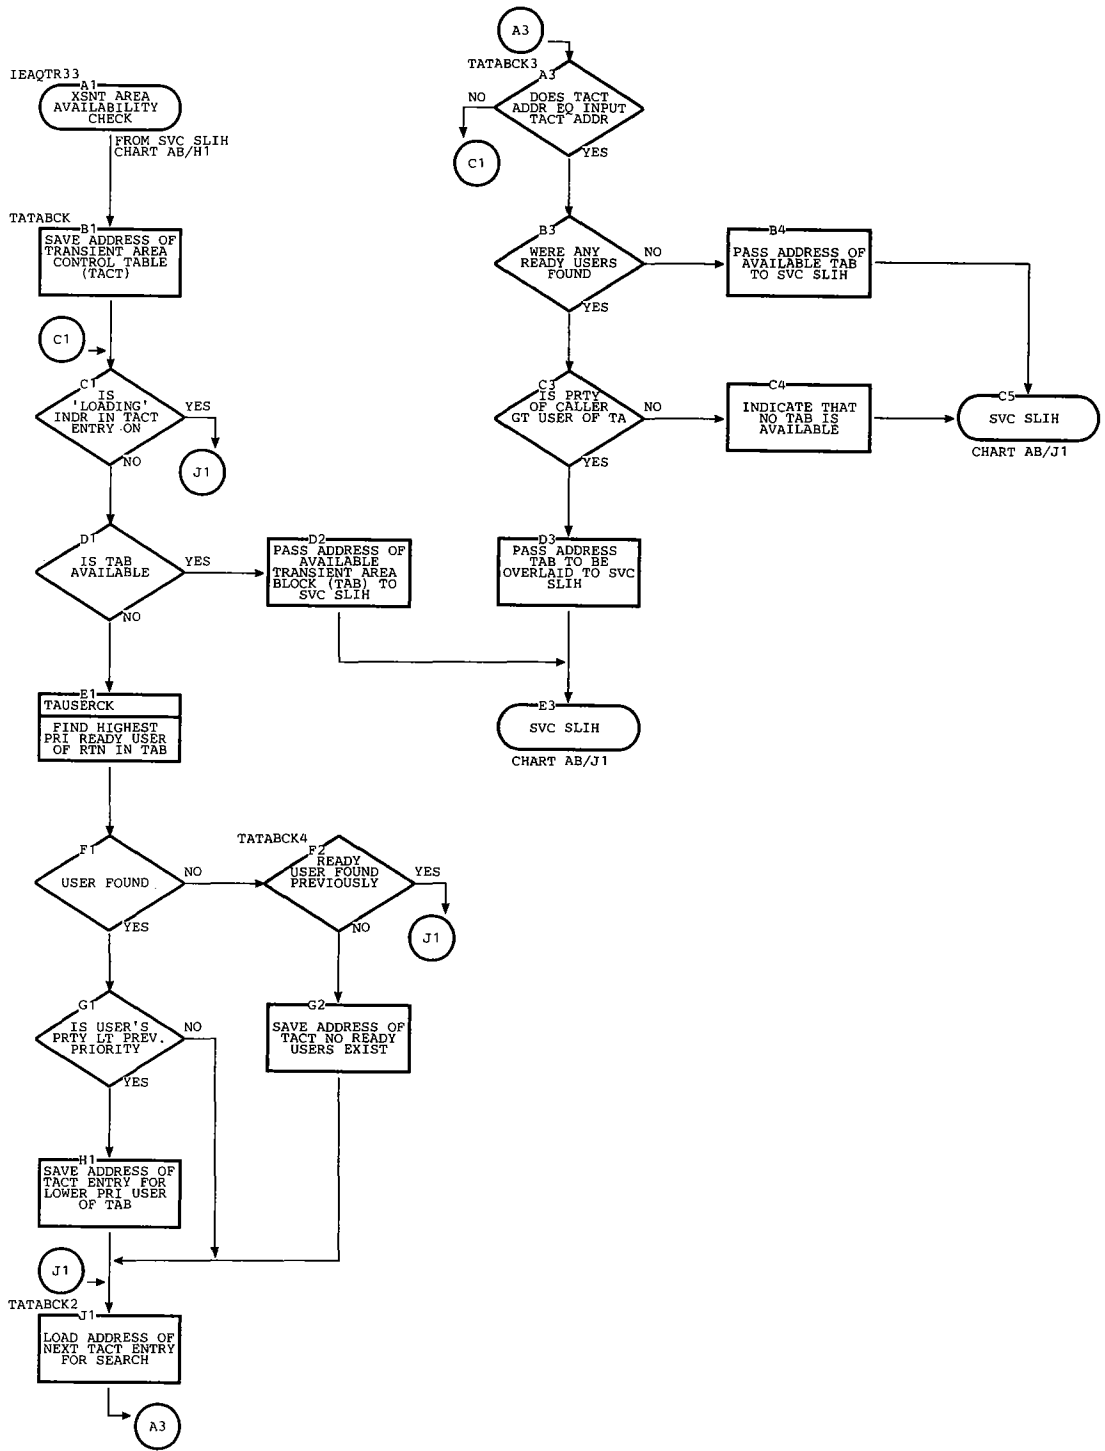 IEAQTR33
A1
XSNT AREA
AVAILABILITY
CHECK
FROM SVC SLIH
CHART AB/H1
TATABCK
B1
SAVE ADDRESS OF
TRANSIENT AREA
CONTROL TABLE
(TACT)
C1
C1
IS
'LOADING'
INDR IN TACT
ENTRY ON
YES
J1
NO
D1
IS TAB
AVAILABLE
YES
NO
D2
PASS ADDRESS OF
AVAILABLE
TRANSIENT AREA
BLOCK (TAB) TO
SVC SLIH
E1
TAUSERCK
FIND HIGHEST
PRI READY USER
OF RTN IN TAB
F1
USER FOUND
NO
YES
TATABCK4
F2
READY
USER FOUND
PREVIOUSLY
YES
J1
NO
G1
IS USER'S
PRTY LT PREV.
PRIORITY
NO
YES
G2
SAVE ADDRESS OF
TACT NO READY
USERS EXIST
H1
SAVE ADDRESS OF
TACT ENTRY FOR
LOWER PRI USER
OF TAB
J1
TATABCK2
J1
LOAD ADDRESS OF
NEXT TACT ENTRY
FOR SEARCH
A3
A3
TATABCK3
A3
DOES TACT
ADDR EQ INPUT
TACT ADDR
NO
C1
YES
B3
WERE ANY
READY USERS
FOUND
NO
YES
B4
PASS ADDRESS OF
AVAILABLE TAB
TO SVC SLIH
C3
IS PRTY
OF CALLER
GT USER OF TA
NO
YES
C4
INDICATE THAT
NO TAB IS
AVAILABLE
C5
SVC SLIH
CHART AB/J1
D3
PASS ADDRESS
TAB TO BE
OVERLAID TO SVC
SLIH
E3
SVC SLIH
CHART AB/J1